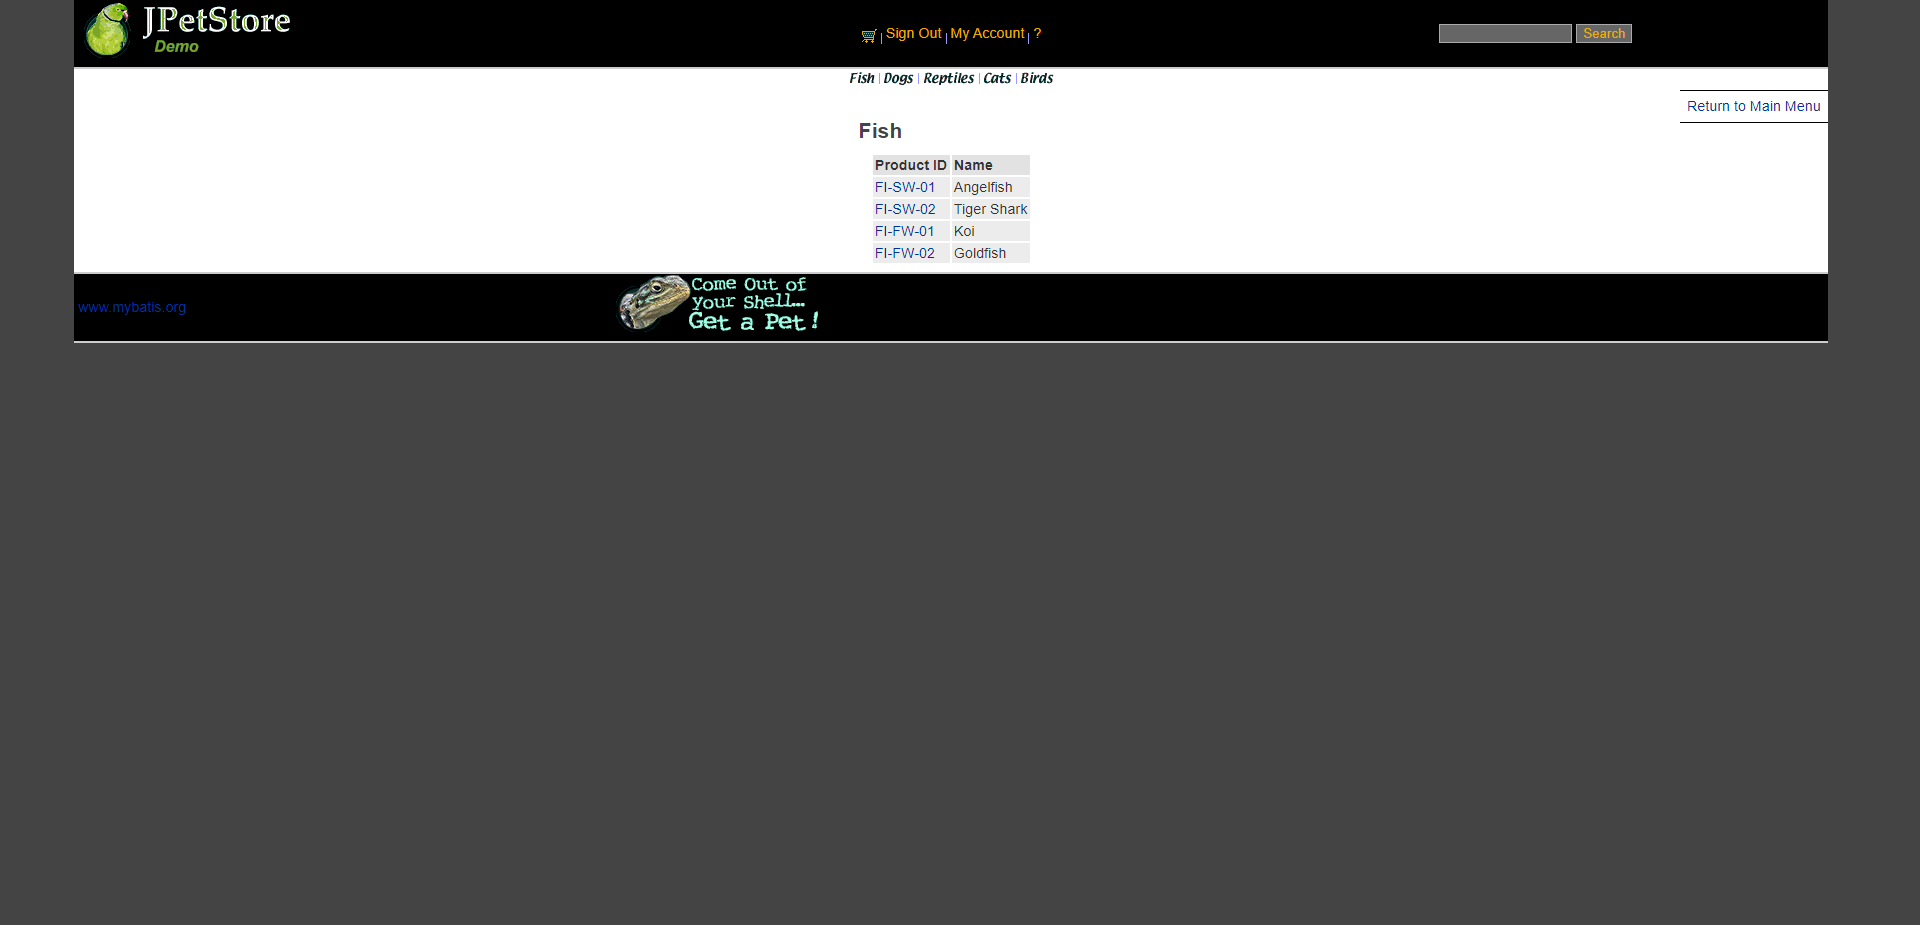 JPetStore
Demo
Sign Out | My Account | ?
Search
Fish | Dogs | Reptiles | Cats | Birds
Return to Main Menu
Fish
Product ID Name
FI-SW-01 Angelfish
FI-SW-02 Tiger Shark
FI-FW-01 Koi
FI-FW-02 Goldfish
www.mybatis.org
Come Out of
Your Shell...
Get a Pet!